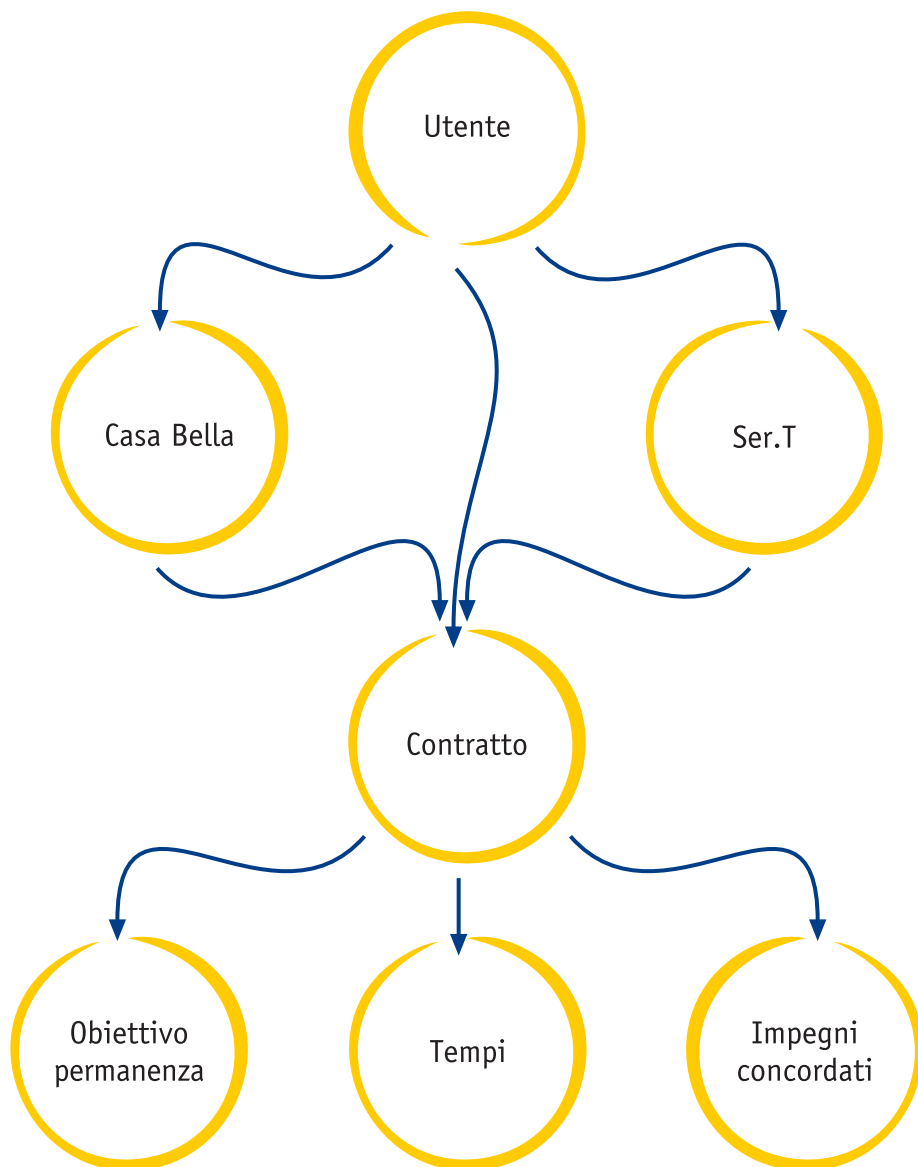 Utente
Casa Bella
Ser.T
Contratto
Obiettivo
permanenza
Tempi
Impegni
concordati